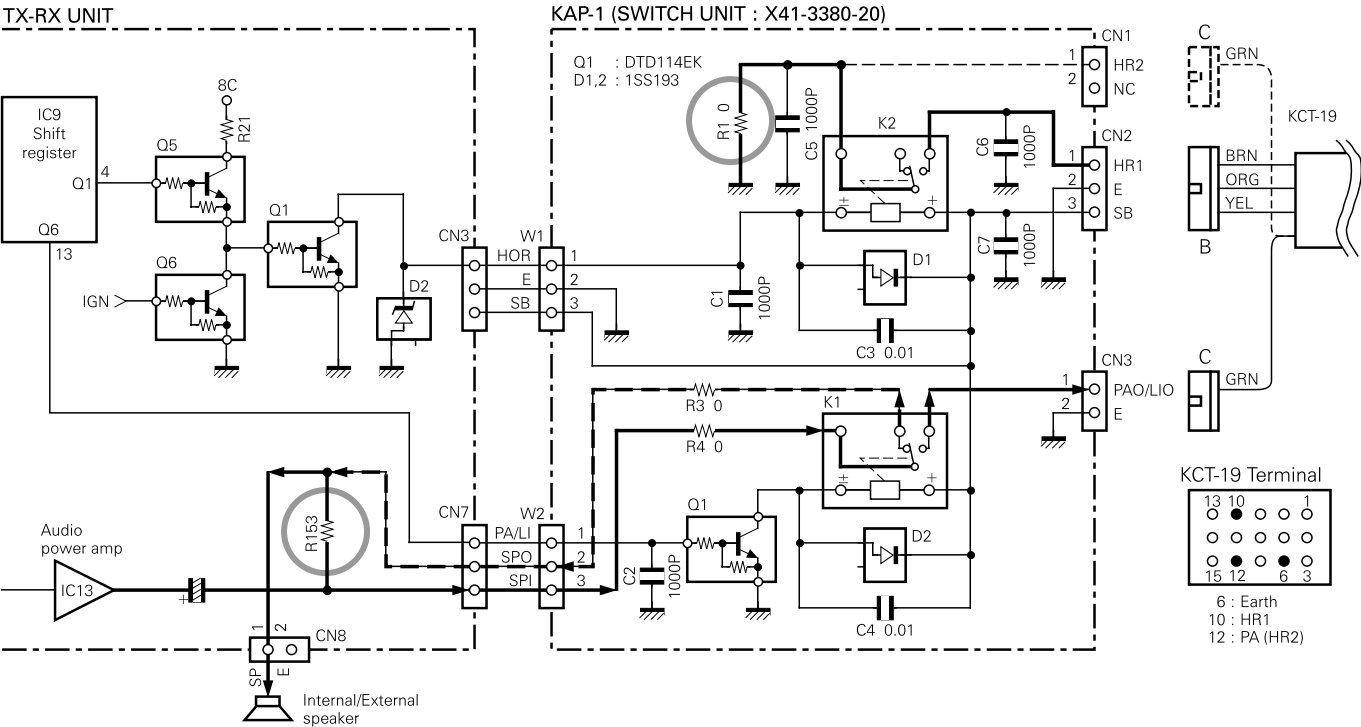 TX-RX UNIT
KAP-1 (SWITCH UNIT : X41-3380-20)
Q1 : DTD114EK
D1,2 : 1SS193
IC9
Shift
register
Q1
4
Q6
13
8C
R21
Q5
Q6
IGN
Q1
D2
CN3
W1
HOR
E
SB
1
2
3
R1 0
C5
1000P
K2
±
+
C6
1000P
C7
1000P
C1
1000P
D1
C3 0.01
CN1
1
HR2
2
NC
CN2
1
HR1
2
E
3
SB
C
GRN
KCT-19
BRN
ORG
YEL
B
C
GRN
CN3
1
PAO/LIO
2
E
R3 0
R4 0
K1
±
+
Q1
D2
C4 0.01
C2
1000P
CN7
W2
PA/LI
SPO
SPI
1
2
3
R153
Audio
power amp
IC13
+
1
2
CN8
SP
E
Internal/External
speaker
KCT-19 Terminal
13 10 1
15 12 6 3
6 : Earth
10 : HR1
12 : PA (HR2)